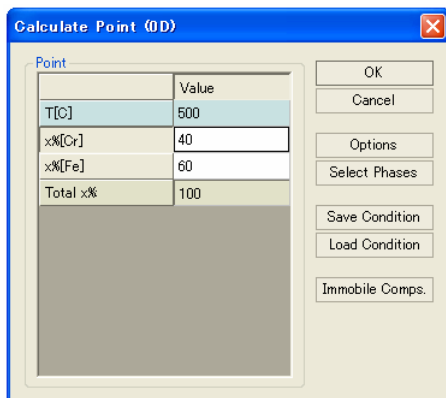 Calculate Point (0D)
Point
Value
T[C] 500
x%[Cr] 40
x%[Fe] 60
Total x% 100
OK
Cancel
Options
Select Phases
Save Condition
Load Condition
Immobile Comps.